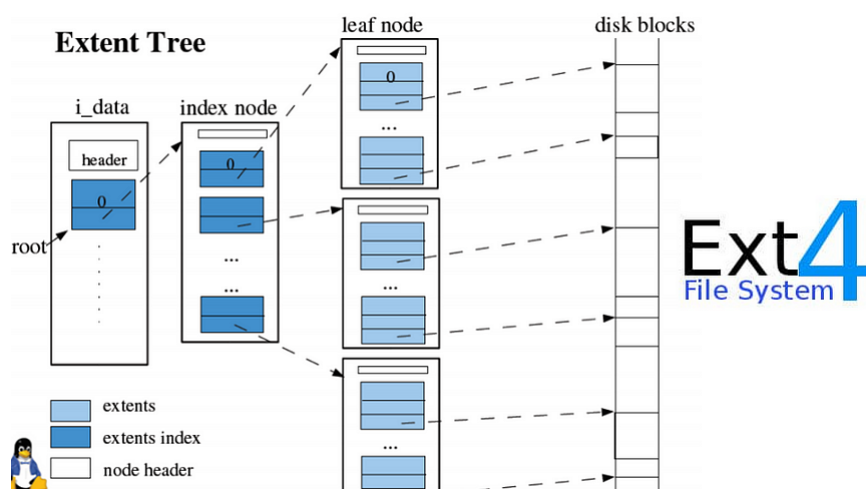 Extent Tree
i_data
header
0
root
index node
0
...
...
leaf node
0
...
...
...
disk blocks
extents
extents index
node header
Ext4
File System